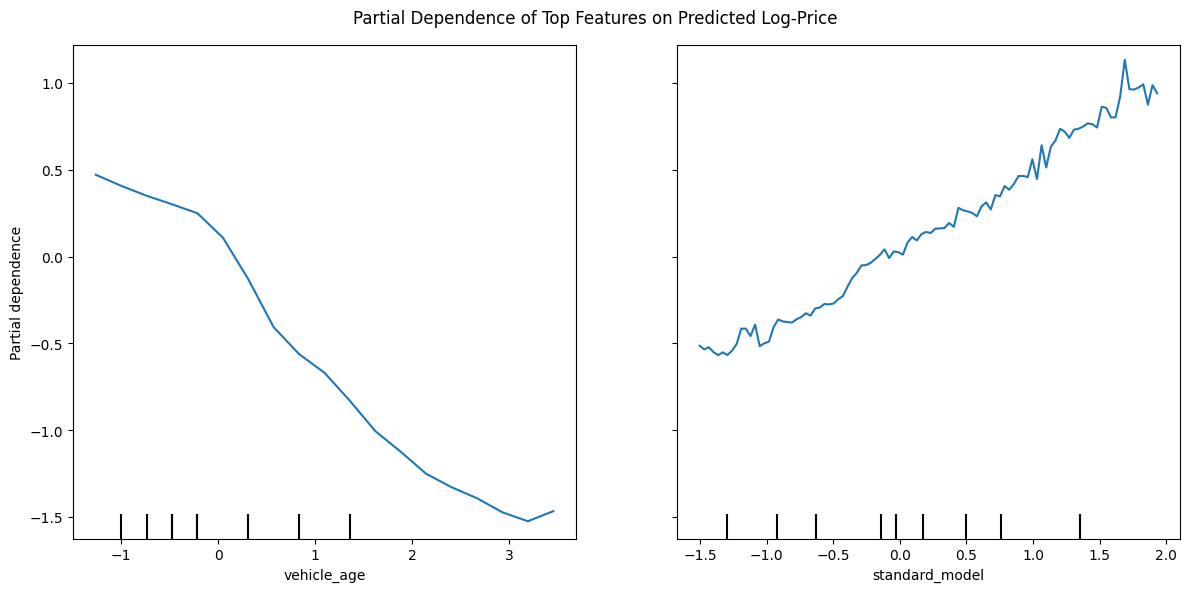 Partial Dependence of Top Features on Predicted Log-Price
Partial dependence
1.0
0.5
0.0
−0.5
−1.0
−1.5
−1 0 1 2 3
vehicle_age
−1.5 −1.0 −0.5 0.0 0.5 1.0 1.5 2.0
standard_model